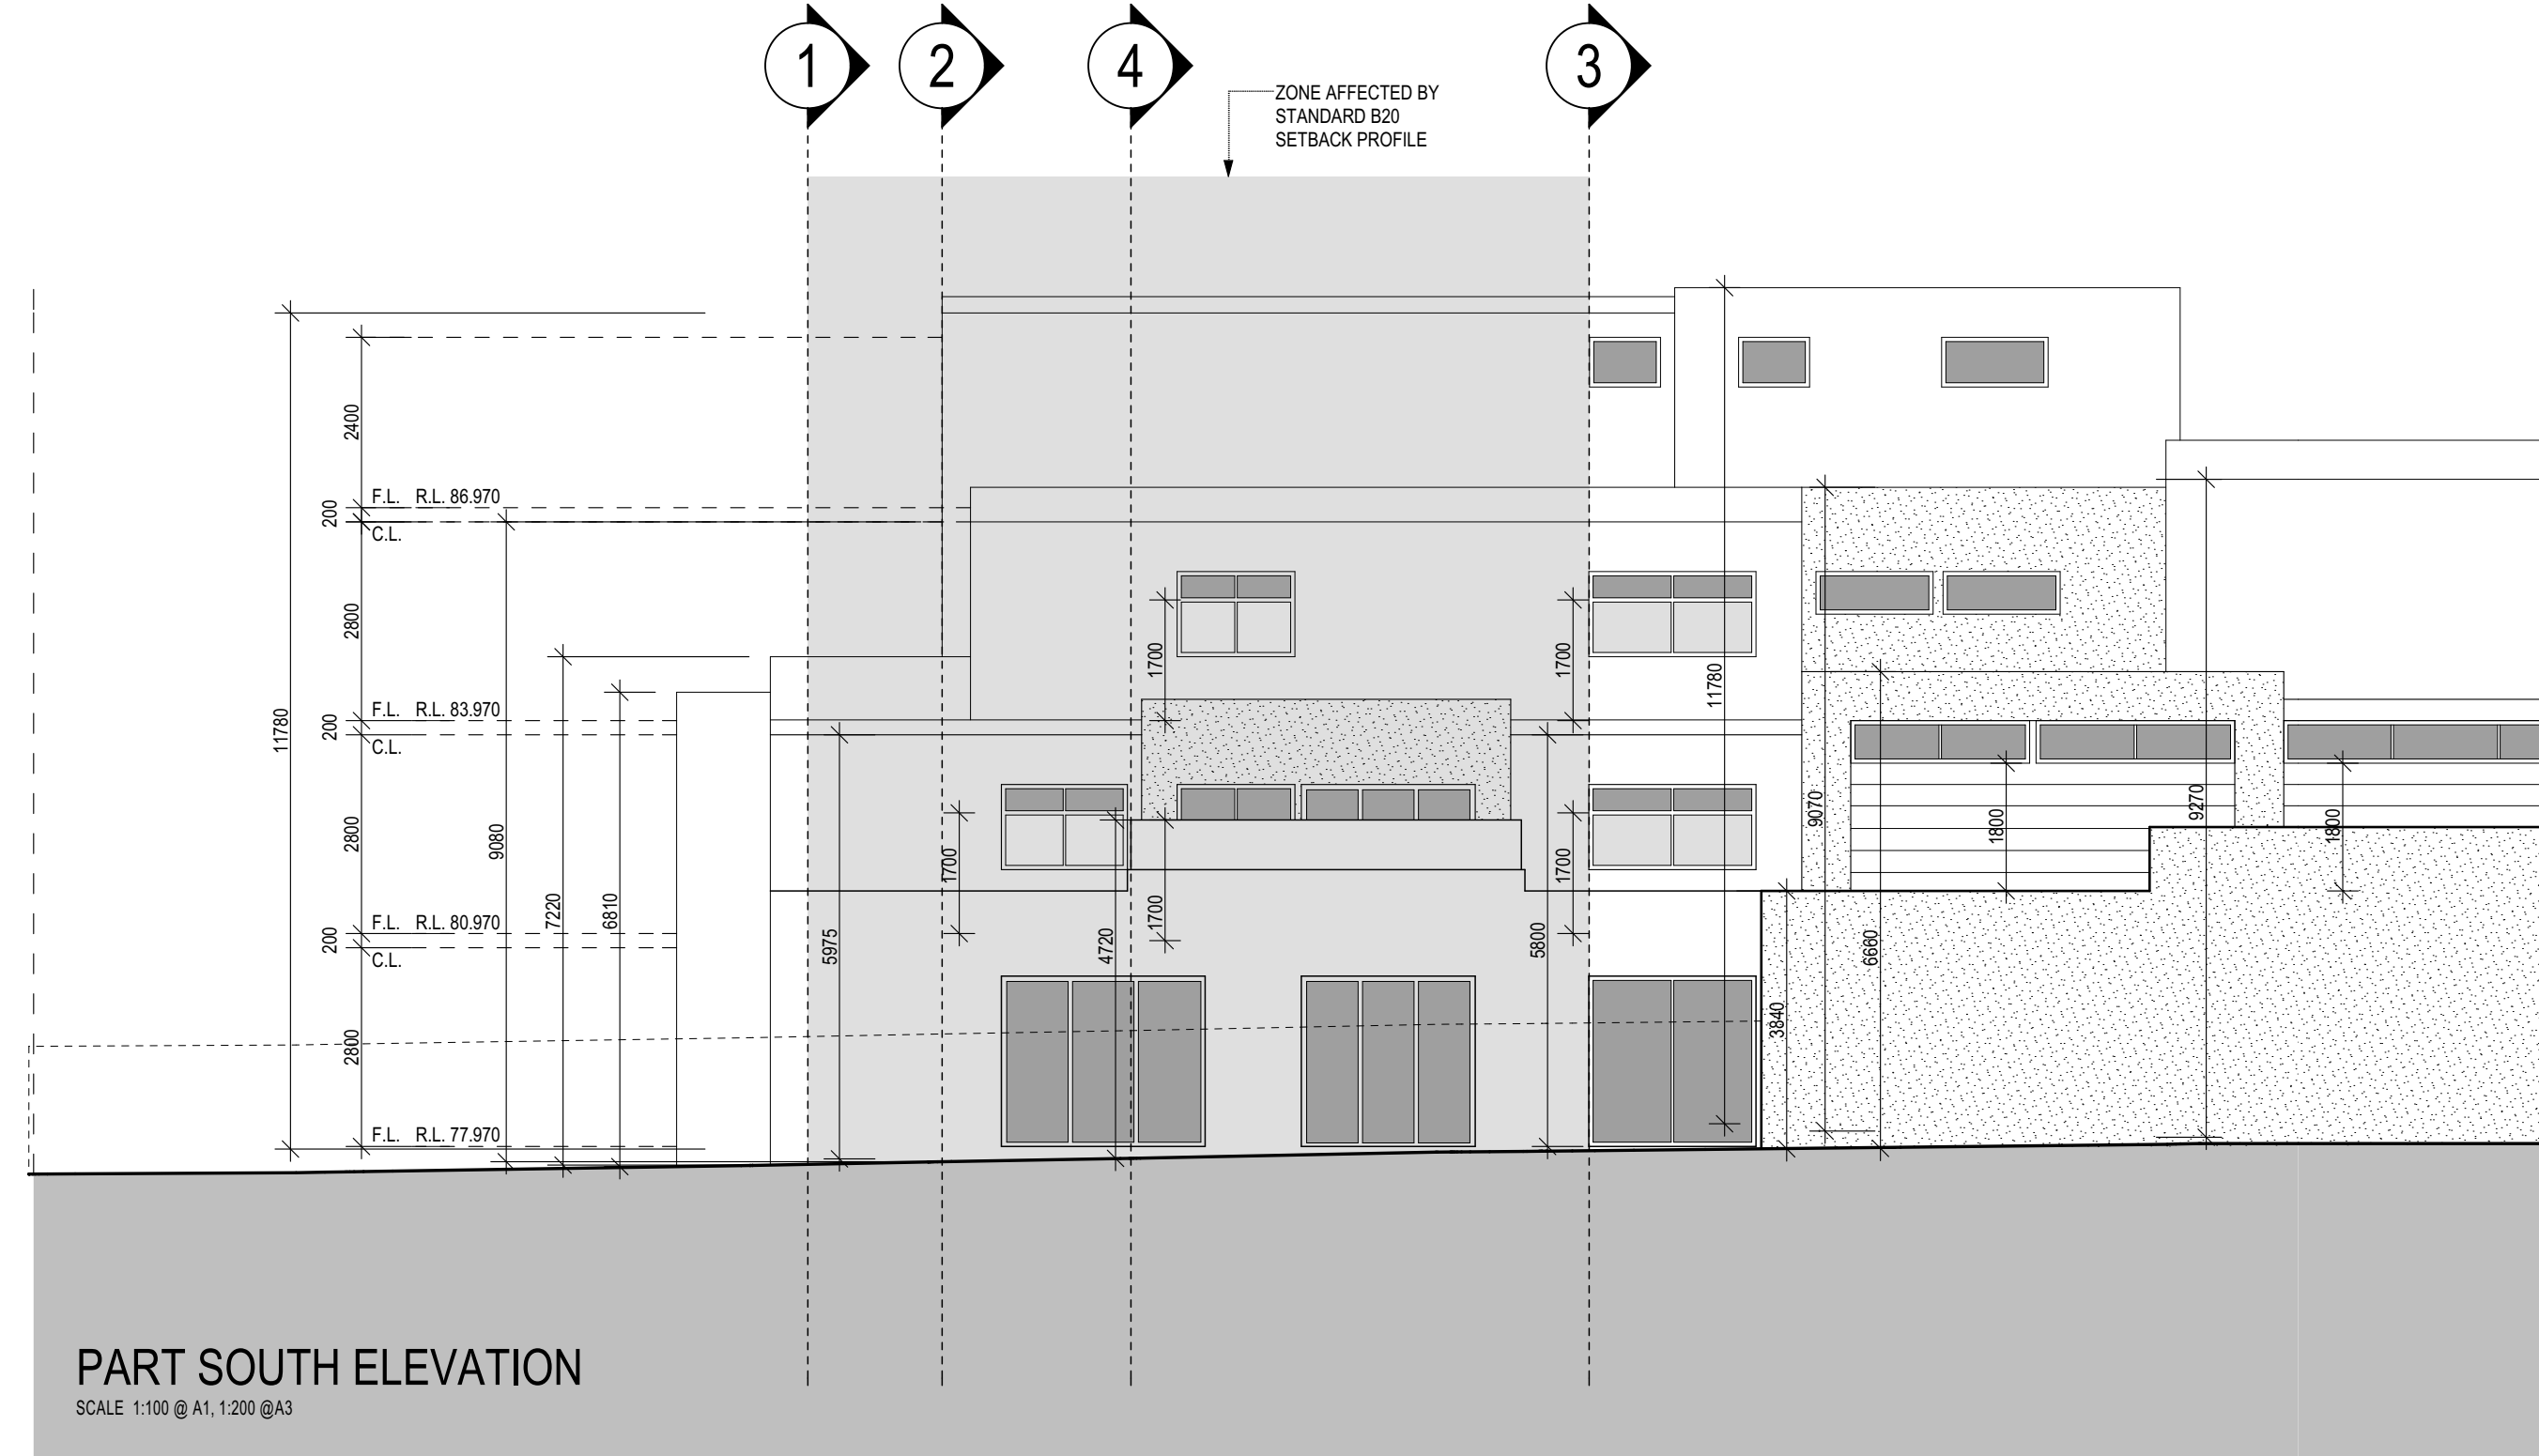 1
2
4
3
ZONE AFFECTED BY
STANDARD B20
SETBACK PROFILE
2400
F.L. R.L. 86.970
200
C.L.
2800
1700
1700
11780
F.L. R.L. 83.970
200
C.L.
11780
2800
9080
9070
1800
9270
1800
1700
1700
1700
7220
6810
F.L. R.L. 80.970
200
C.L.
5975
4720
5800
6660
3840
2800
F.L. R.L. 77.970
PART SOUTH ELEVATION
SCALE 1:100 @ A1, 1:200 @A3